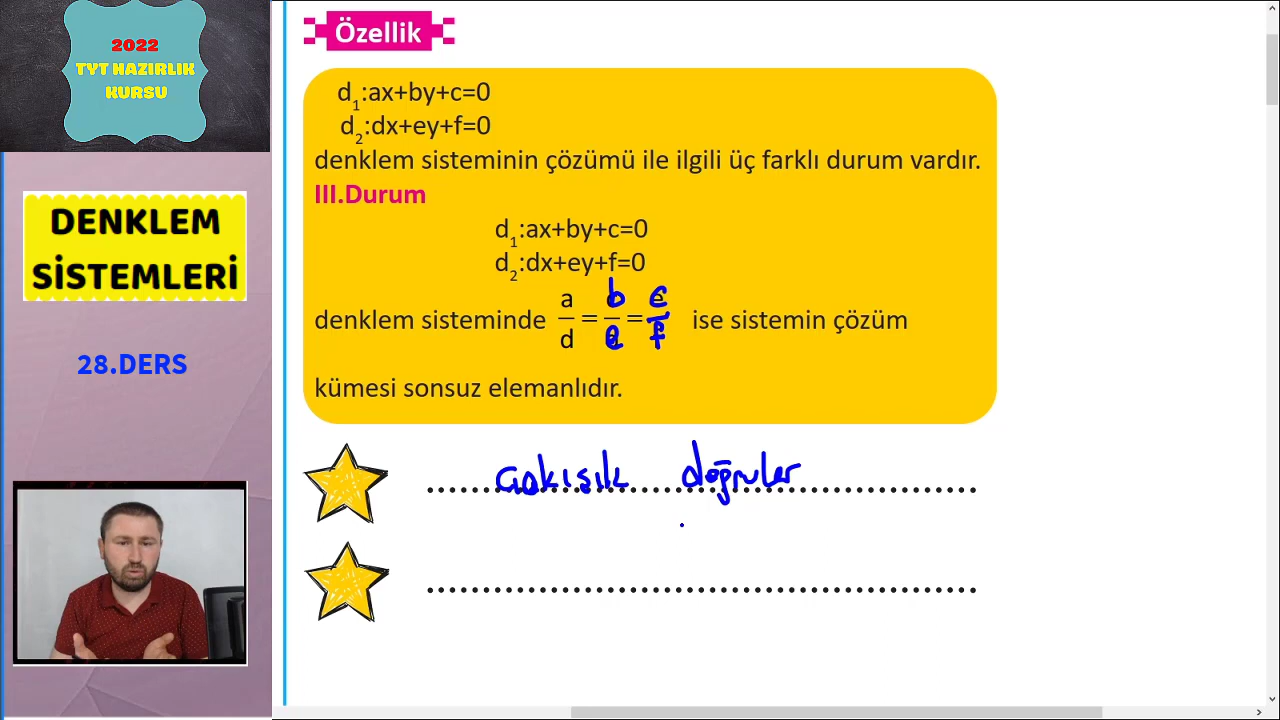 2022
TYT HAZIRLIK
KURSU
DENKLEM
SİSTEMLERİ
28.DERS
Özellik
d1:ax+by+c=0
d2:dx+ey+f=0
denklem sisteminin çözümü ile ilgili üç farklı durum vardır.
III.Durum
d1:ax+by+c=0
d2:dx+ey+f=0
denklem sisteminde a/d = b/e = c/f ise sistemin çözüm
kümesi sonsuz elemanlıdır.
çakışık doğrular